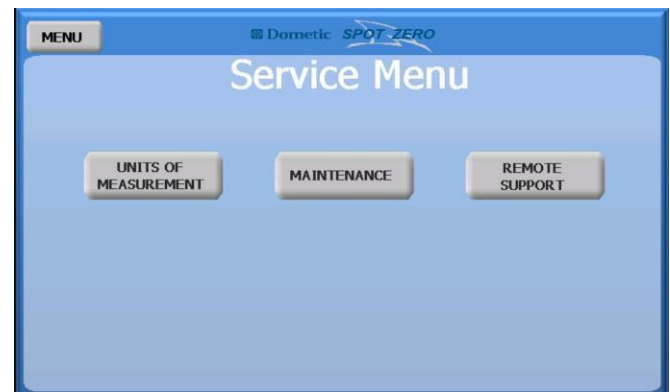 MENU
Dometic SPOT ZERO
Service Menu
UNITS OF
MEASUREMENT
MAINTENANCE
REMOTE
SUPPORT